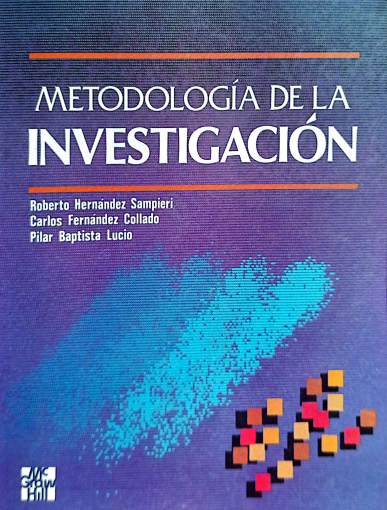 METODOLOGÍA DE LA
INVESTIGACIÓN
Roberto Hernández Sampieri
Carlos Fernández Collado
Pilar Baptista Lucio
Mc
Graw
Hill